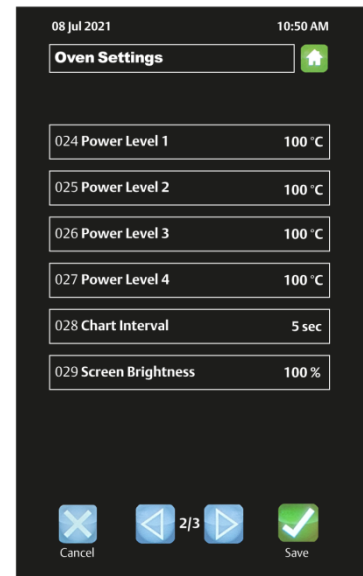 08 Jul 2021 10:50 AM
Oven Settings
024 Power Level 1 100 °C
025 Power Level 2 100 °C
026 Power Level 3 100 °C
027 Power Level 4 100 °C
028 Chart Interval 5 sec
029 Screen Brightness 100 %
2/3
Cancel Save